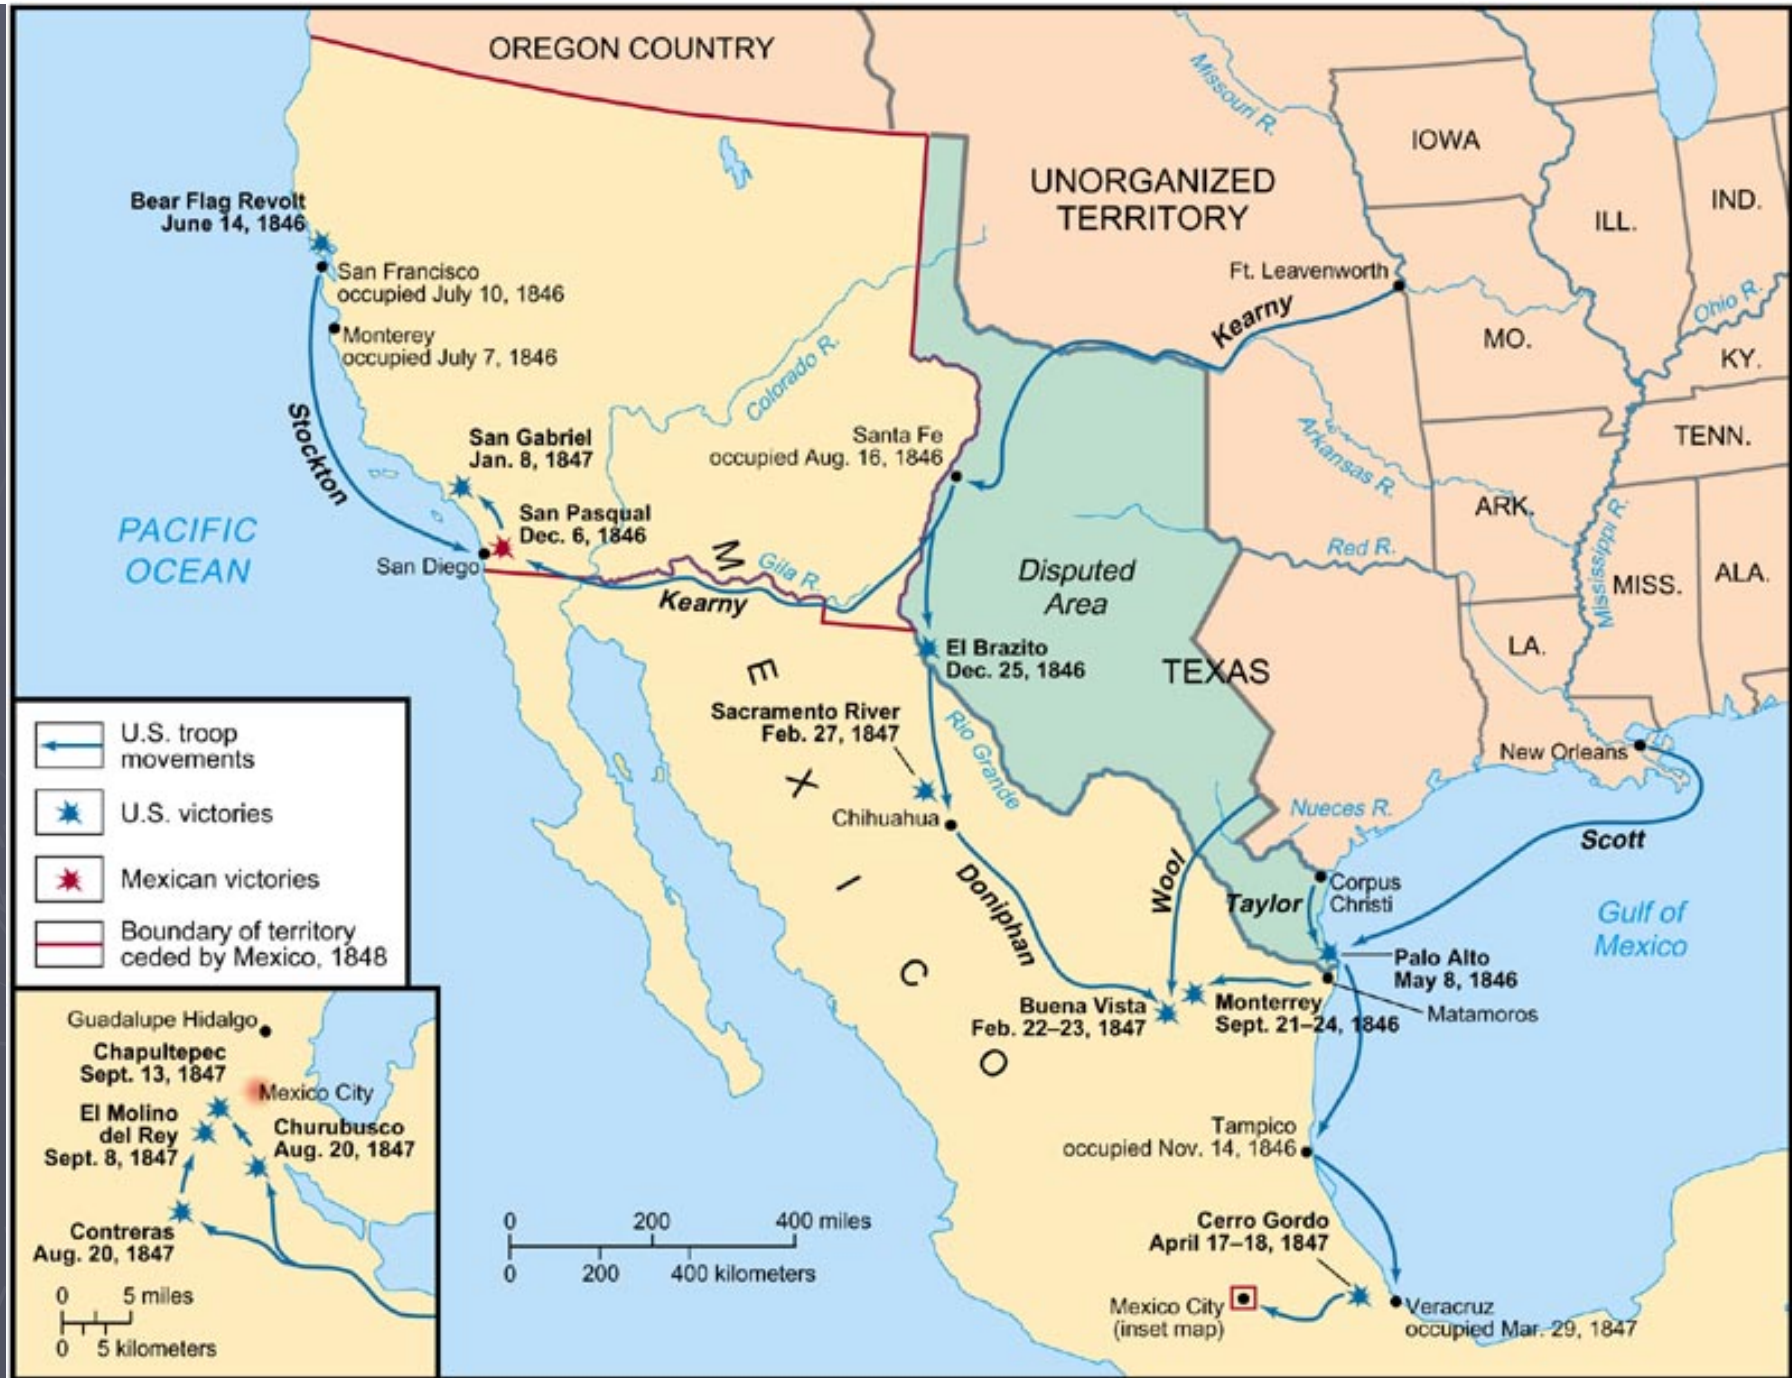 OREGON COUNTRY
Missouri R.
IOWA
UNORGANIZED
TERRITORY
ILL.
IND.
Bear Flag Revolt
June 14, 1846
San Francisco
occupied July 10, 1846
Monterey
occupied July 7, 1846
Ft. Leavenworth
Kearny
Ohio R.
MO.
KY.
Colorado R.
Stockton
San Gabriel
Jan. 8, 1847
Santa Fe
occupied Aug. 16, 1846
Arkansas R.
TENN.
San Pasqual
Dec. 6, 1846
ARK.
PACIFIC
OCEAN
San Diego
M
E
X
I
C
O
Gila R.
Kearny
Disputed
Area
Red R.
Mississippi R.
MISS.
ALA.
El Brazito
Dec. 25, 1846
TEXAS
LA.
Sacramento River
Feb. 27, 1847
Rio Grande
New Orleans
Chihuahua
Nueces R.
Scott
Doniphan
Wool
Taylor
Corpus
Christi
Gulf of
Mexico
Palo Alto
May 8, 1846
Buena Vista
Feb. 22–23, 1847
Monterrey
Sept. 21–24, 1846
Matamoros
Tampico
occupied Nov. 14, 1846
Cerro Gordo
April 17–18, 1847
Mexico City
(inset map)
Veracruz
occupied Mar. 29, 1847
0 200 400 miles
0 200 400 kilometers
U.S. troop
movements
U.S. victories
Mexican victories
Boundary of territory
ceded by Mexico, 1848
Guadalupe Hidalgo
Chapultepec
Sept. 13, 1847
Mexico City
El Molino
del Rey
Sept. 8, 1847
Churubusco
Aug. 20, 1847
Contreras
Aug. 20, 1847
0 5 miles
0 5 kilometers